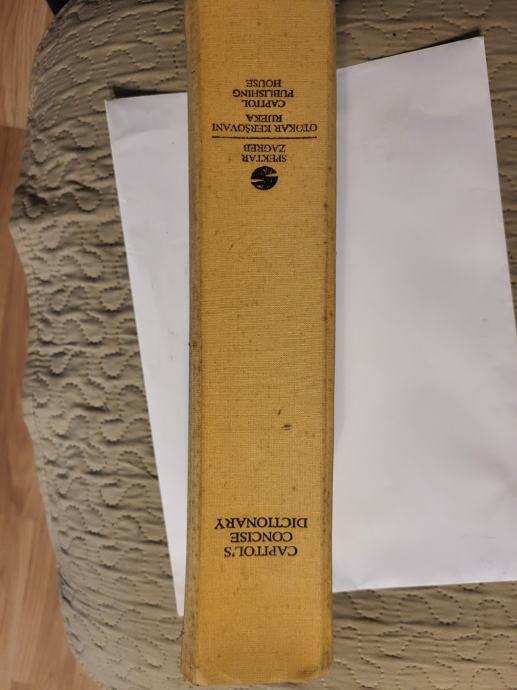 CAPITOL'S
CONCISE
DICTIONARY
SPEKTAR
ZAGREB
OTOKAR KERŠOVANI
RIJEKA
CAPITOL
PUBLISHING
HOUSE